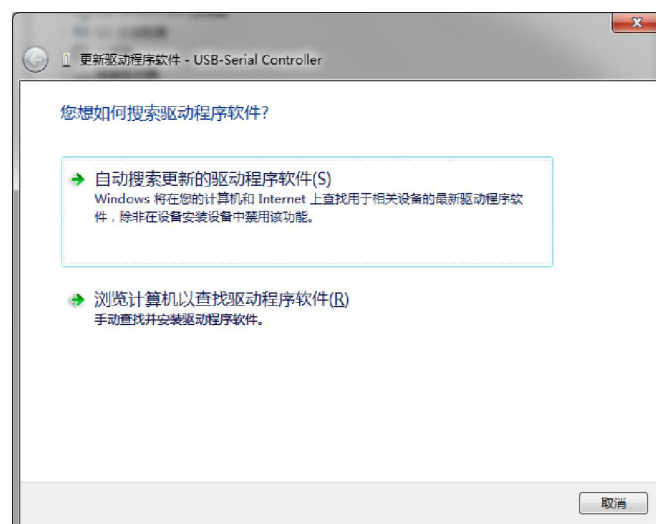 更新驱动程序软件 - USB-Serial Controller
您想如何搜索驱动程序软件?
自动搜索更新的驱动程序软件(S)
Windows 将在您的计算机和 Internet 上查找用于相关设备的最新驱动程序软
件，除非在设备安装设备中禁用该功能。
浏览计算机以查找驱动程序软件(R)
手动查找并安装驱动程序软件。
取消